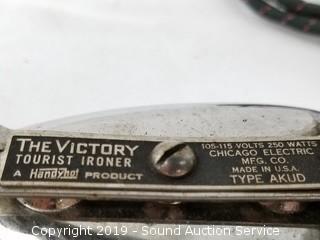 THE VICTORY
TOURIST IRONER
A Handyhot PRODUCT
105-115 VOLTS 250 WATTS
CHICAGO ELECTRIC
MFG. CO.
MADE IN U.S.A.
TYPE AKUD
Copyright 2019 - Sound Auction Service